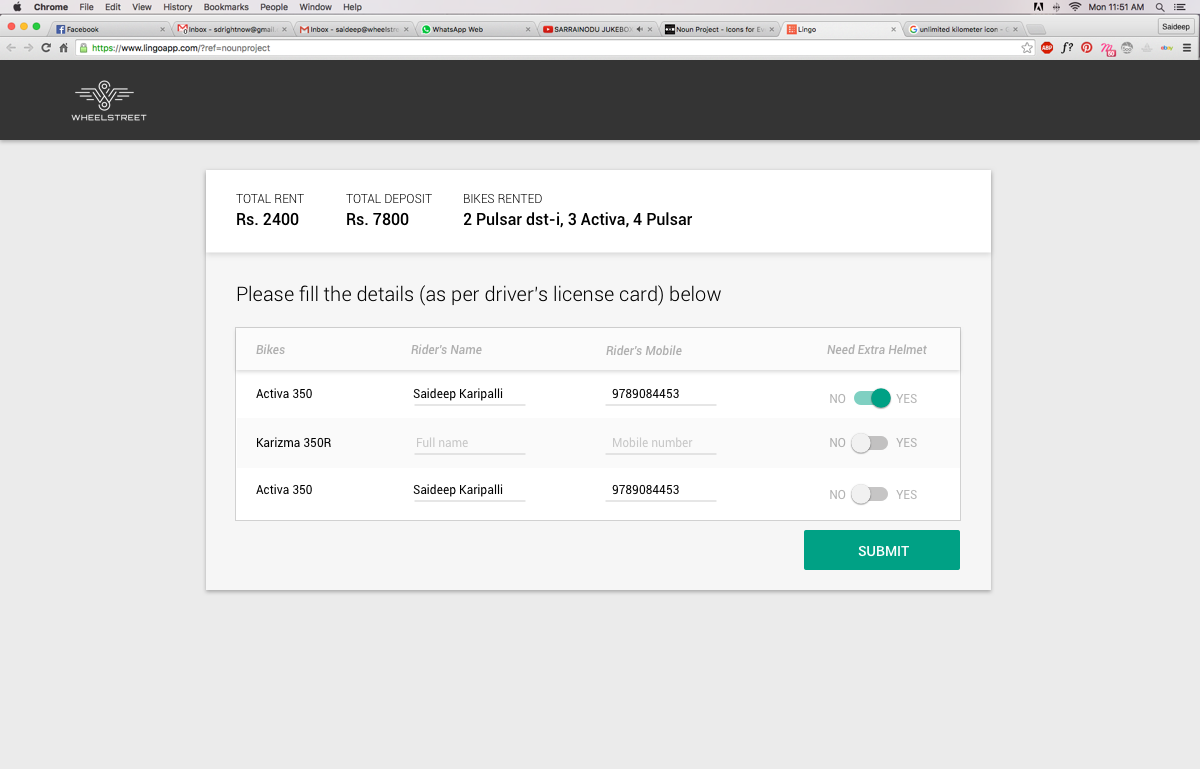 Chrome File Edit View History Bookmarks People Window Help Mon 11:51 AM
Facebook Inbox - sdrightnow@gmail. Inbox - saideep@wheelstre WhatsApp Web SARRAINODU JUKEBOX Noun Project - Icons for E Lingo unlimited kilometer icon - G Saideep
https://www.lingoapp.com/?ref=nounproject ABP f? 60 ebay
WHEELSTREET
TOTAL RENT TOTAL DEPOSIT BIKES RENTED
Rs. 2400 Rs. 7800 2 Pulsar dst-i, 3 Activa, 4 Pulsar
Please fill the details (as per driver's license card) below
Bikes Rider's Name Rider's Mobile Need Extra Helmet
Activa 350 Saideep Karipalli 9789084453 NO YES
Karizma 350R Full name Mobile number NO YES
Activa 350 Saideep Karipalli 9789084453 NO YES
SUBMIT